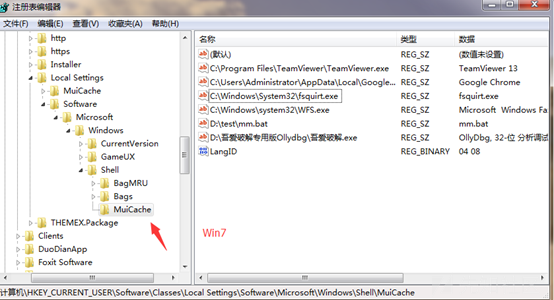 注册表编辑器
文件(F) 编辑(E) 查看(V) 收藏夹(A) 帮助(H)
http
https
Installer
Local Settings
MuiCache
Software
Microsoft
Windows
CurrentVersion
GameUX
Shell
BagMRU
Bags
MuiCache
THEMEX.Package
Clients
DuoDianApp
Foxit Software
名称 类型 数据
(默认) REG_SZ (数值未设置)
C:\Program Files\TeamViewer\TeamViewer.exe REG_SZ TeamViewer 13
C:\Users\Administrator\AppData\Local\Google... REG_SZ Google Chrome
C:\Windows\System32\fsquirt.exe REG_SZ fsquirt.exe
C:\Windows\system32\WFS.exe REG_SZ Microsoft Windows Fa
D:\test\mm.bat REG_SZ mm.bat
D:\吾爱破解专用版Ollydbg\吾爱破解.exe REG_SZ OllyDbg, 32-位 分析调试
LangID REG_BINARY 04 08
Win7
计算机\HKEY_CURRENT_USER\Software\Classes\Local Settings\Software\Microsoft\Windows\Shell\MuiCache